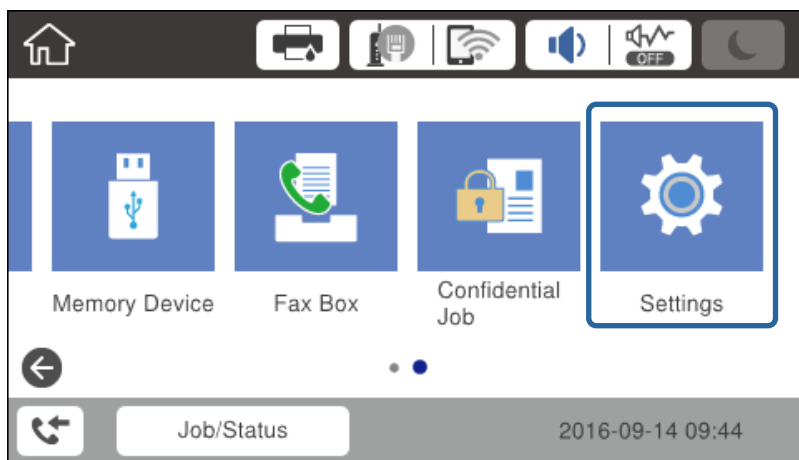 OFF
Memory Device
Fax Box
Confidential
Job
Settings
Job/Status
2016-09-14 09:44